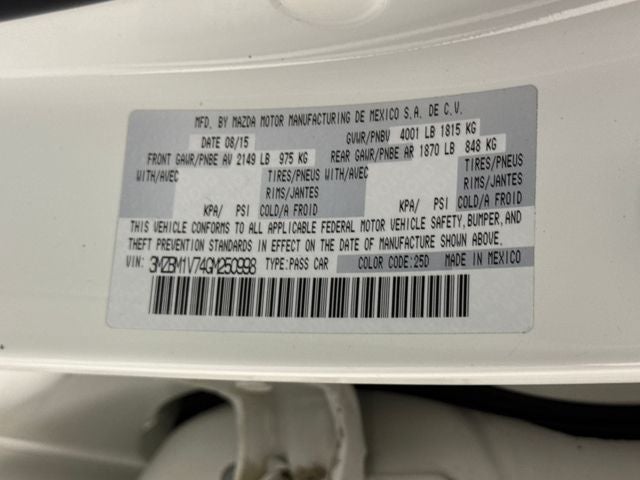 MFD. BY MAZDA MOTOR MANUFACTURING DE MEXICO S.A. DE C.V.
DATE 08/15 GVWR/PNBV 4001 LB 1815 KG
FRONT GAWR/PNBE AV 2149 LB 975 KG REAR GAWR/PNBE AR 1870 LB 848 KG
WITH/AVEC TIRES/PNEUS WITH/AVEC TIRES/PNEUS
RIMS/JANTES RIMS/JANTES
KPA/ PSI COLD/A FROID KPA/ PSI COLD/A FROID
THIS VEHICLE CONFORMS TO ALL APPLICABLE FEDERAL MOTOR VEHICLE SAFETY, BUMPER, AND
THEFT PREVENTION STANDARDS IN EFFECT ON THE DATE OF MANUFACTURE SHOWN ABOVE.
VIN: 3MZBM1V74GM250998 TYPE:PASS CAR COLOR CODE:25D MADE IN MEXICO